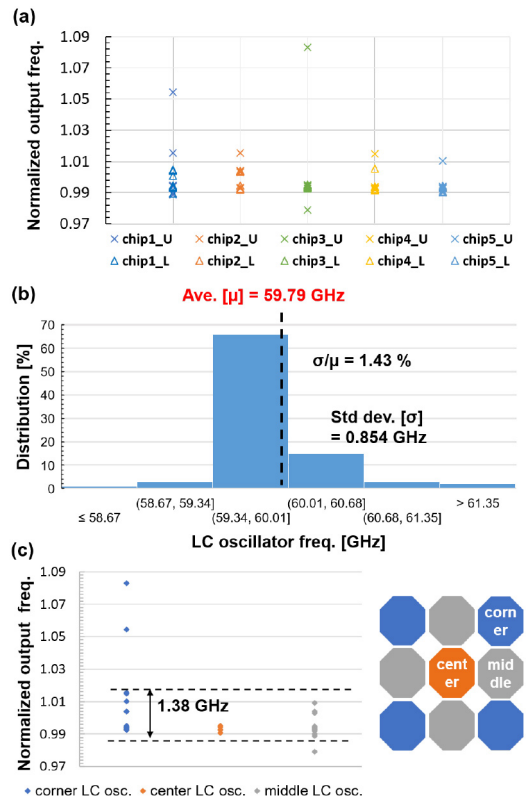 (a)
Normalized output freq.
1.09
1.07
1.05
1.03
1.01
0.99
0.97
chip1_U chip2_U chip3_U chip4_U chip5_U
chip1_L chip2_L chip3_L chip4_L chip5_L
(b)
Ave. [μ] = 59.79 GHz
Distribution [%]
70
60
50
40
30
20
10
0
σ/μ = 1.43 %
Std dev. [σ]
= 0.854 GHz
(58.67, 59.34] (60.01, 60.68] > 61.35
≤ 58.67 (59.34, 60.01] (60.68, 61.35]
LC oscillator freq. [GHz]
(c)
Normalized output freq.
1.09
1.07
1.05
1.03
1.01
0.99
0.97
1.38 GHz
corn
er
cent
er
mid
dle
corner LC osc. center LC osc. middle LC osc.